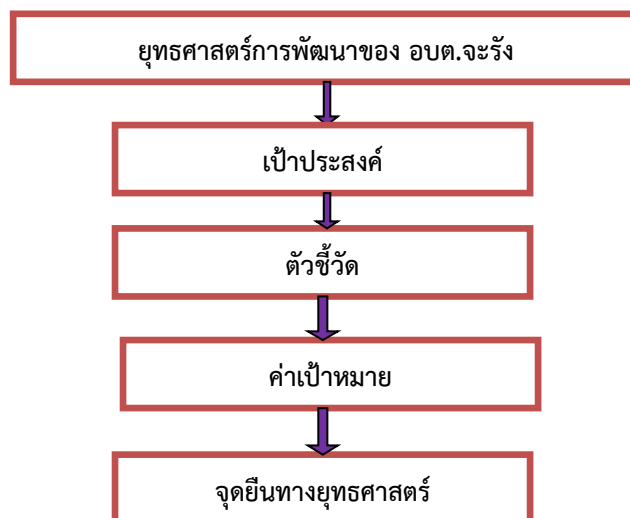 ยุทธศาสตร์การพัฒนาของ อบต.จะรัง
เป้าประสงค์
ตัวชี้วัด
ค่าเป้าหมาย
จุดยืนทางยุทธศาสตร์